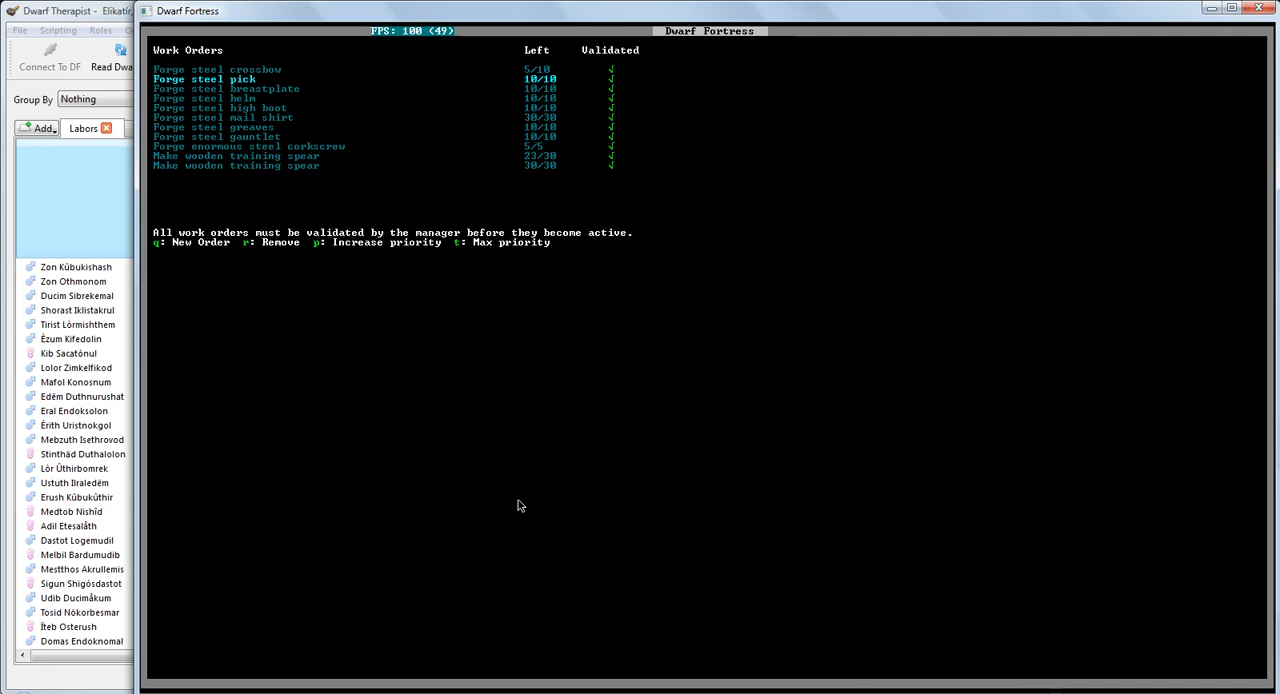 Dwarf Therapist - Elikatir,
Dwarf Fortress
File Scripting Roles
Connect To DF Read Dwa
Group By Nothing
Add Labors
Zon Kûbukishash
Zon Othmonom
Ducim Sibrekemal
Shorast Iklistakrul
Tirist Lòrmishthem
Èzum Kifedolin
Kib Sacatônul
Lolor Zimkelfikod
Mafol Konosnum
Edëm Duthnurushat
Eral Endoksolon
Êrith Uristnokgol
Mebzuth Isethrovod
Stinthäd Duthalolon
Lòr Ûthirbomrek
Ustuth Ilraledëm
Erush Kûbukûthir
Medtob Nishîd
Adil Etesalåth
Dastot Logemudil
Melbil Bardumudib
Mestthos Akrullemis
Sigun Shigósdastot
Udib Ducimåkum
Tosid Nökorbesmar
Îteb Osterush
Domas Endoknomal
FPS: 100 (49) Dwarf Fortress
Work Orders Left Validated
Forge steel crossbow 5/10 √
Forge steel pick 10/10 √
Forge steel breastplate 10/10 √
Forge steel helm 10/10 √
Forge steel high boot 10/10 √
Forge steel mail shirt 30/30 √
Forge steel greaves 10/10 √
Forge steel gauntlet 10/10 √
Forge enormous steel corkscrew 5/5 √
Make wooden training spear 23/30 √
Make wooden training spear 30/30 √
All work orders must be validated by the manager before they become active.
q: New Order r: Remove p: Increase priority t: Max priority